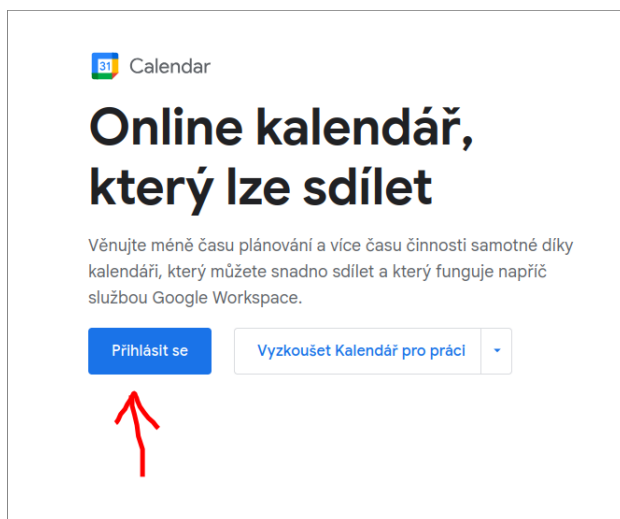 31 Calendar
Online kalendář,
který lze sdílet
Věnujte méně času plánování a více času činnosti samotné díky
kalendáři, který můžete snadno sdílet a který funguje napříč
službou Google Workspace.
Přihlásit se Vyzkoušet Kalendář pro práci